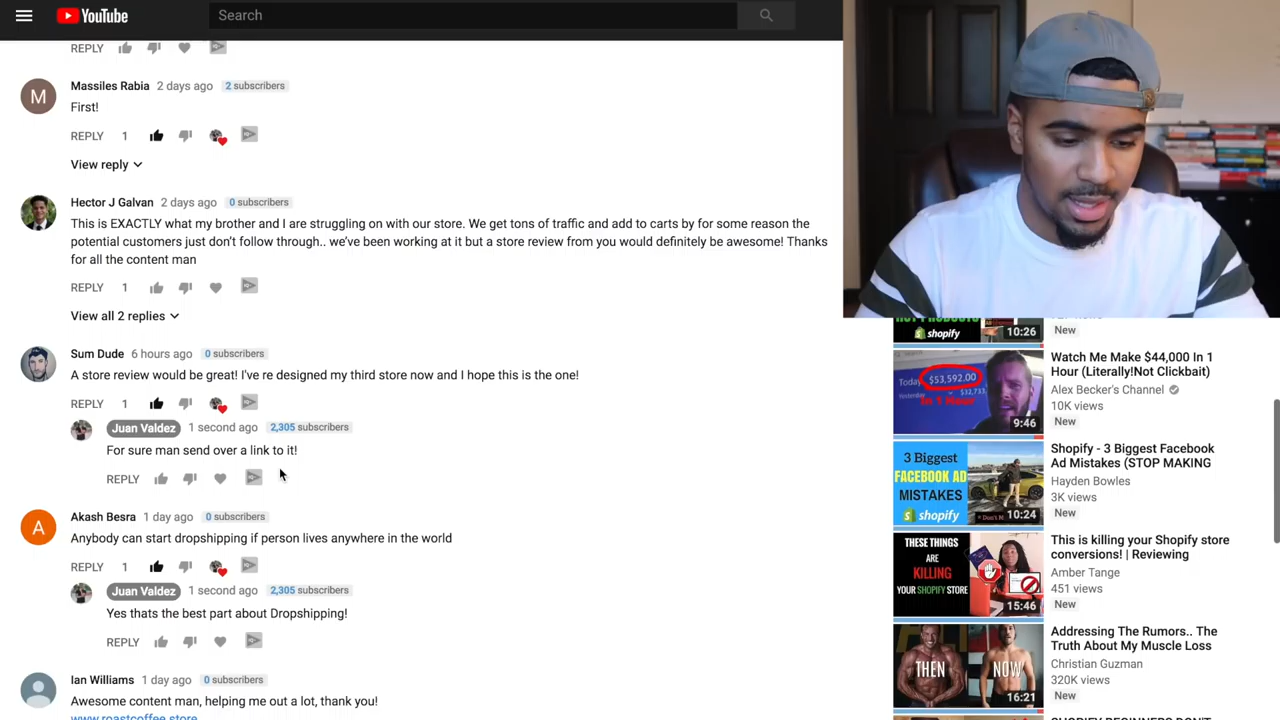 YouTube
Search
REPLY
Massiles Rabia 2 days ago 2 subscribers
M
First!
REPLY 1
View reply
Hector J Galvan 2 days ago 0 subscribers
This is EXACTLY what my brother and I are struggling on with our store. We get tons of traffic and add to carts by for some reason the
potential customers just don't follow through.. we've been working at it but a store review from you would definitely be awesome! Thanks
for all the content man
REPLY 1
View all 2 replies
Sum Dude 6 hours ago 0 subscribers
A store review would be great! I've re designed my third store now and I hope this is the one!
REPLY 1
Juan Valdez 1 second ago 2,305 subscribers
For sure man send over a link to it!
REPLY
Akash Besra 1 day ago 0 subscribers
A
Anybody can start dropshipping if person lives anywhere in the world
REPLY 1
Juan Valdez 1 second ago 2,305 subscribers
Yes thats the best part about Dropshipping!
REPLY
Ian Williams 1 day ago 0 subscribers
Awesome content man, helping me out a lot, thank you!
www.roastcoffee.store
shopify
10:26
New
Today $53,592.00
Yesterday
In 1 Hour
9:46
Watch Me Make $44,000 In 1
Hour (Literally!Not Clickbait)
Alex Becker's Channel
10K views
New
3 Biggest
FACEBOOK AD
MISTAKES
shopify
10:24
Shopify - 3 Biggest Facebook
Ad Mistakes (STOP MAKING
Hayden Bowles
3K views
New
THESE THINGS
ARE
KILLING
YOUR SHOPIFY STORE
15:46
This is killing your Shopify store
conversions! | Reviewing
Amber Tange
451 views
New
THEN
NOW
16:21
Addressing The Rumors.. The
Truth About My Muscle Loss
Christian Guzman
320K views
New
SHOPIFY BEGINNERS DON'T